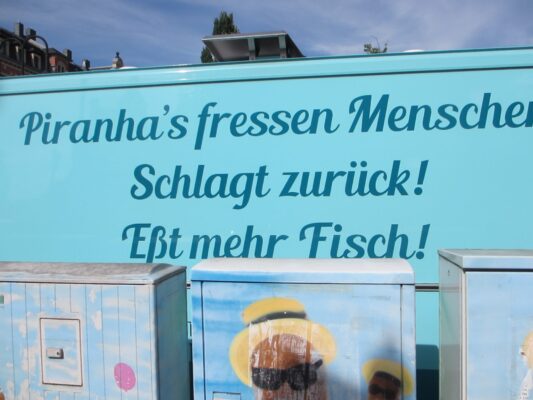 Piranha's fressen Menschen
Schlagt zurück!
Eßt mehr Fisch!